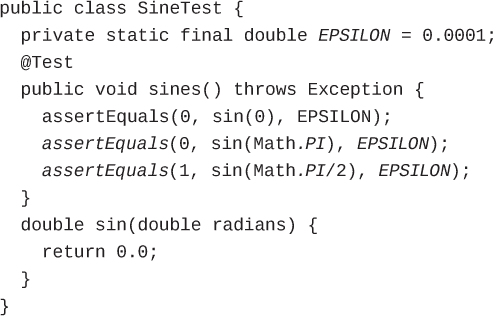 public class SineTest {
  private static final double EPSILON = 0.0001;
  @Test
  public void sines() throws Exception {
    assertEquals(0, sin(0), EPSILON);
    assertEquals(0, sin(Math.PI), EPSILON);
    assertEquals(1, sin(Math.PI/2), EPSILON);
  }
  double sin(double radians) {
    return 0.0;
  }
}